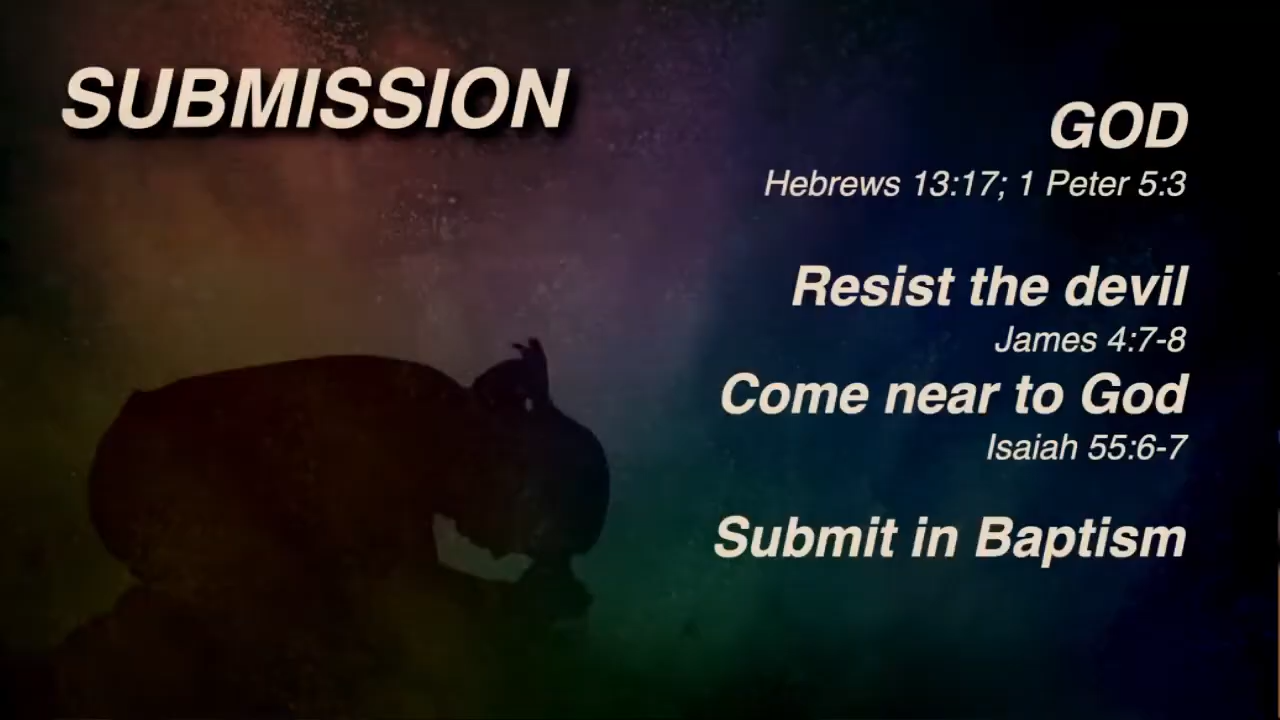 SUBMISSION
GOD
Hebrews 13:17; 1 Peter 5:3
Resist the devil
James 4:7-8
Come near to God
Isaiah 55:6-7
Submit in Baptism